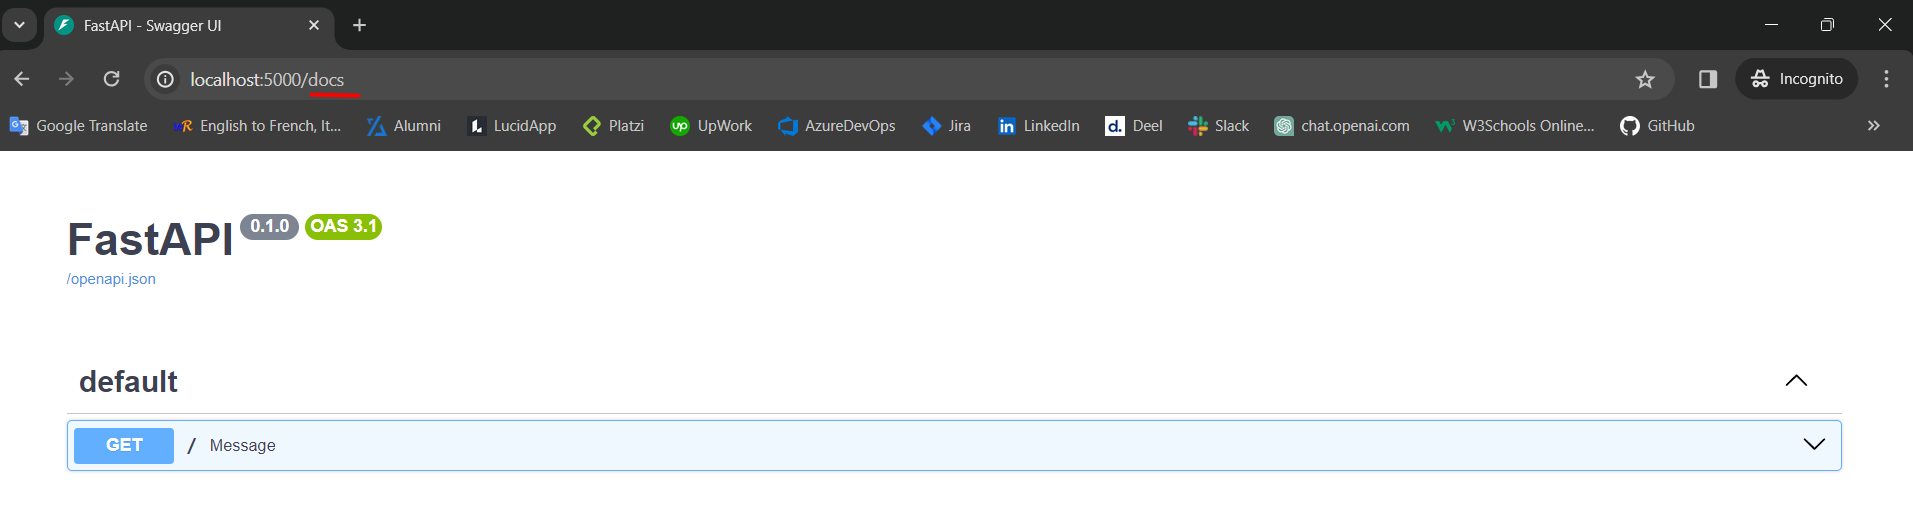 FastAPI - Swagger UI
localhost:5000/docs
Incognito
Google Translate English to French, It... Alumni LucidApp Platzi UpWork AzureDevOps Jira LinkedIn Deel Slack chat.openai.com W3Schools Online... GitHub
FastAPI 0.1.0 OAS 3.1
/openapi.json
default
GET / Message